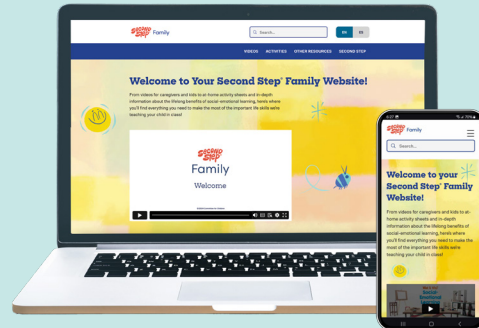 SECOND
STEP
Family
Search...
EN
ES
VIDEOS
ACTIVITIES
OTHER RESOURCES
SECOND STEP
Welcome to Your Second Step® Family Website!
From videos for caregivers and kids to at-home activity sheets and in-depth
information about the lifelong benefits of social-emotional learning, here's where
you'll find everything you need to make the most of the important life skills we're
teaching your child in class!
SECOND
STEP
Family
Welcome
4:27
70%
SECOND
STEP
Family
Search...
Welcome to your
Second Step® Family
Website!
From videos for caregivers and kids to at-
home activity sheets and in-depth
information about the lifelong benefits of
social-emotional learning, here's where
you'll find everything you need to make the
most of the important life skills we're
teaching your child in class!